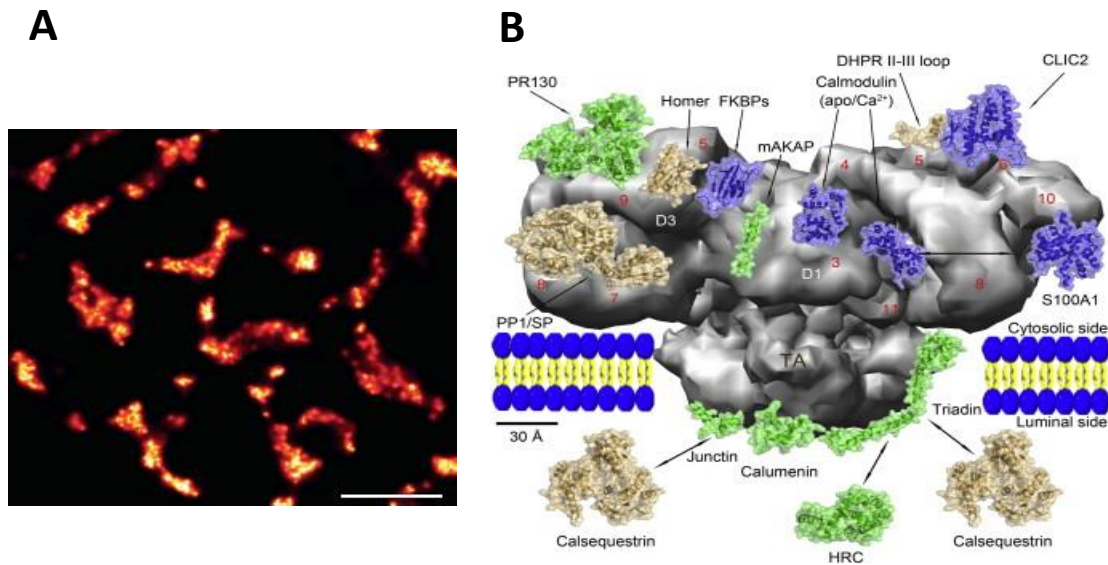 A
B
DHPR II-III loop
CLIC2
PR130
Calmodulin
(apo/Ca²⁺)
Homer
FKBPs
mAKAP
5
4
5
6
10
9
D3
3
D1
8
7
9
11
S100A1
PP1/SP
Cytosolic side
TA
Triadin
Luminal side
30 Å
Junctin
Calumenin
Calsequestrin
HRC
Calsequestrin